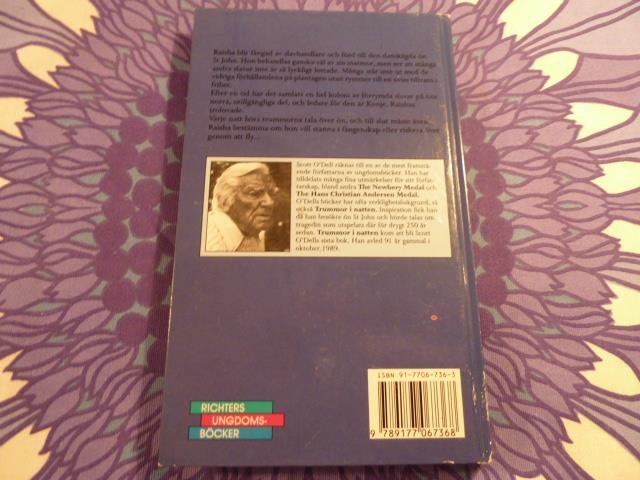 Raisha blir fångad av slavhandlare och förd till den danskägda ön
St John. Hon behandlas ganska väl av sin matmor, men ser att många
andra slavar inte är så lyckligt lottade. Många står inte ut med de
vidriga förhållandena på plantagen utan rymmer till en svältillvaro i
frihet.
Efter en tid har det samlats en hel koloni av förrymda slavar på öns
norra, otillgängliga del, och ledare för den är Konje, Raishas
trolovade.
Varje natt hörs trummorna tala över ön, och till slut måste även
Raisha bestämma om hon vill stanna i fångenskap eller riskera livet
genom att fly...
Scott O'Dell räknas till en av de mest framstå-
ende författarna av ungdomsböcker. Han har
tilldelats många fina utmärkelser för sitt förfat-
tarskap, bland andra The Newbery Medal och
The Hans Christian Andersen Medal.
O'Dells böcker har ofta verklighetsbakgrund, så
också Trummor i natten. Inspiration fick han
då han besökte ön St John och hörde talas om
tragedin som utspelats där för drygt 250 år
sedan. Trummor i natten kom att bli Scott
O'Dells sista bok. Han avled 91 år gammal i
oktober 1989.
ISBN 91-7706-736-3
9 789177 067368
RICHTERS
UNGDOMS-
BÖCKER